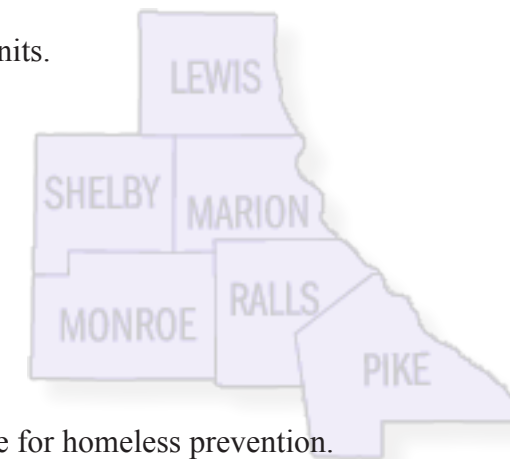 nits.
LEWIS
SHELBY
MARION
RALLS
MONROE
PIKE
e for homeless prevention.